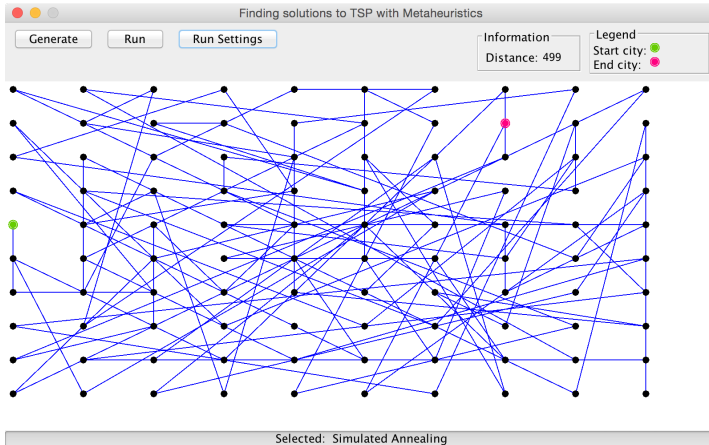 Finding solutions to TSP with Metaheuristics
Generate
Run
Run Settings
Information
Distance: 499
Legend
Start city:
End city:
Selected: Simulated Annealing